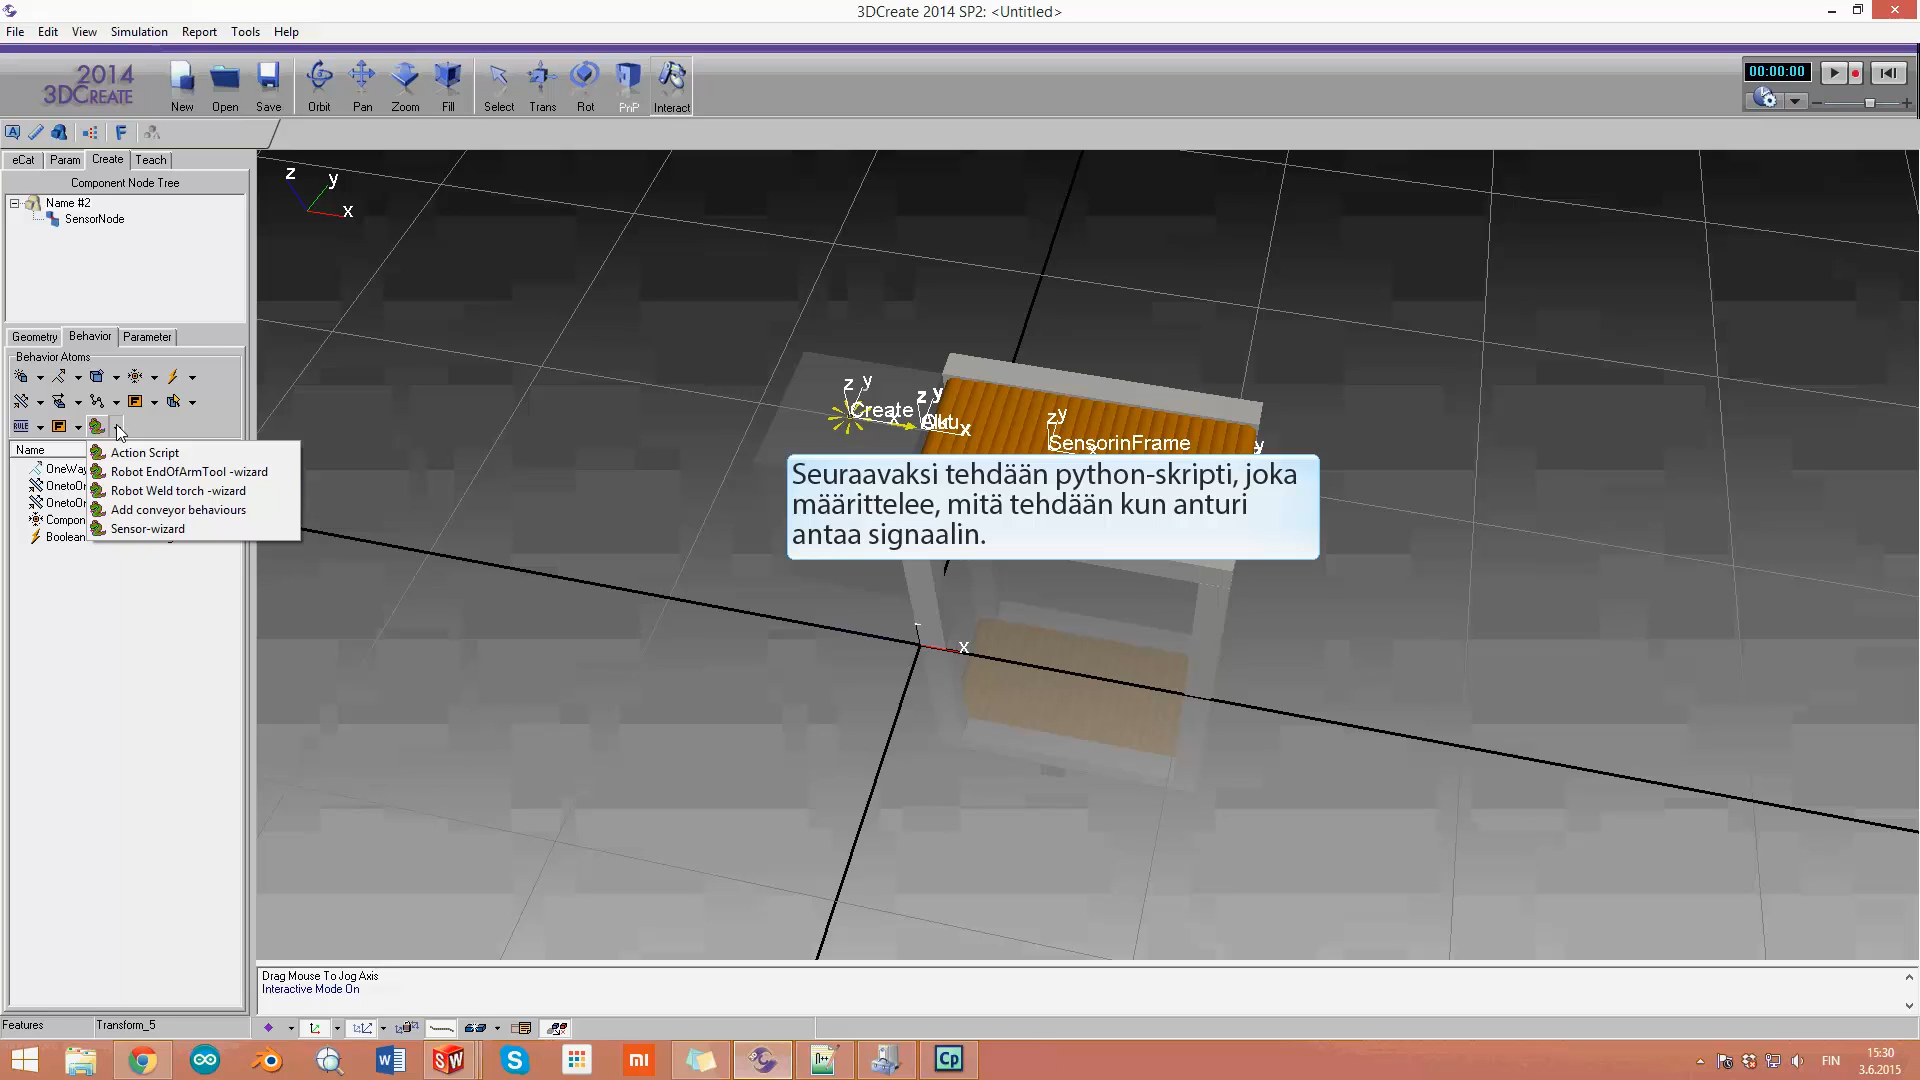 3DCreate 2014 SP2: <Untitled>
File Edit View Simulation Report Tools Help
2014
3DCREATE
New Open Save Orbit Pan Zoom Fill Select Trans Rot PnP Interact
00:00:00
eCat Param Create Teach
Component Node Tree
Name #2
SensorNode
Geometry Behavior Parameter
Behavior Atoms
RULE
Name
Action Script
Robot EndOfArmTool -wizard
Robot Weld torch -wizard
Add conveyor behaviours
Sensor-wizard
OneWay
Boolean
z y x
z y
Create
z y
x
zy
SensorinFrame
y
Seuraavaksi tehdään python-skripti, joka
määrittelee, mitä tehdään kun anturi
antaa signaalin.
x
Drag Mouse To Jog Axis
Interactive Mode On
Features Transform_5
FIN
15:30
3.6.2015